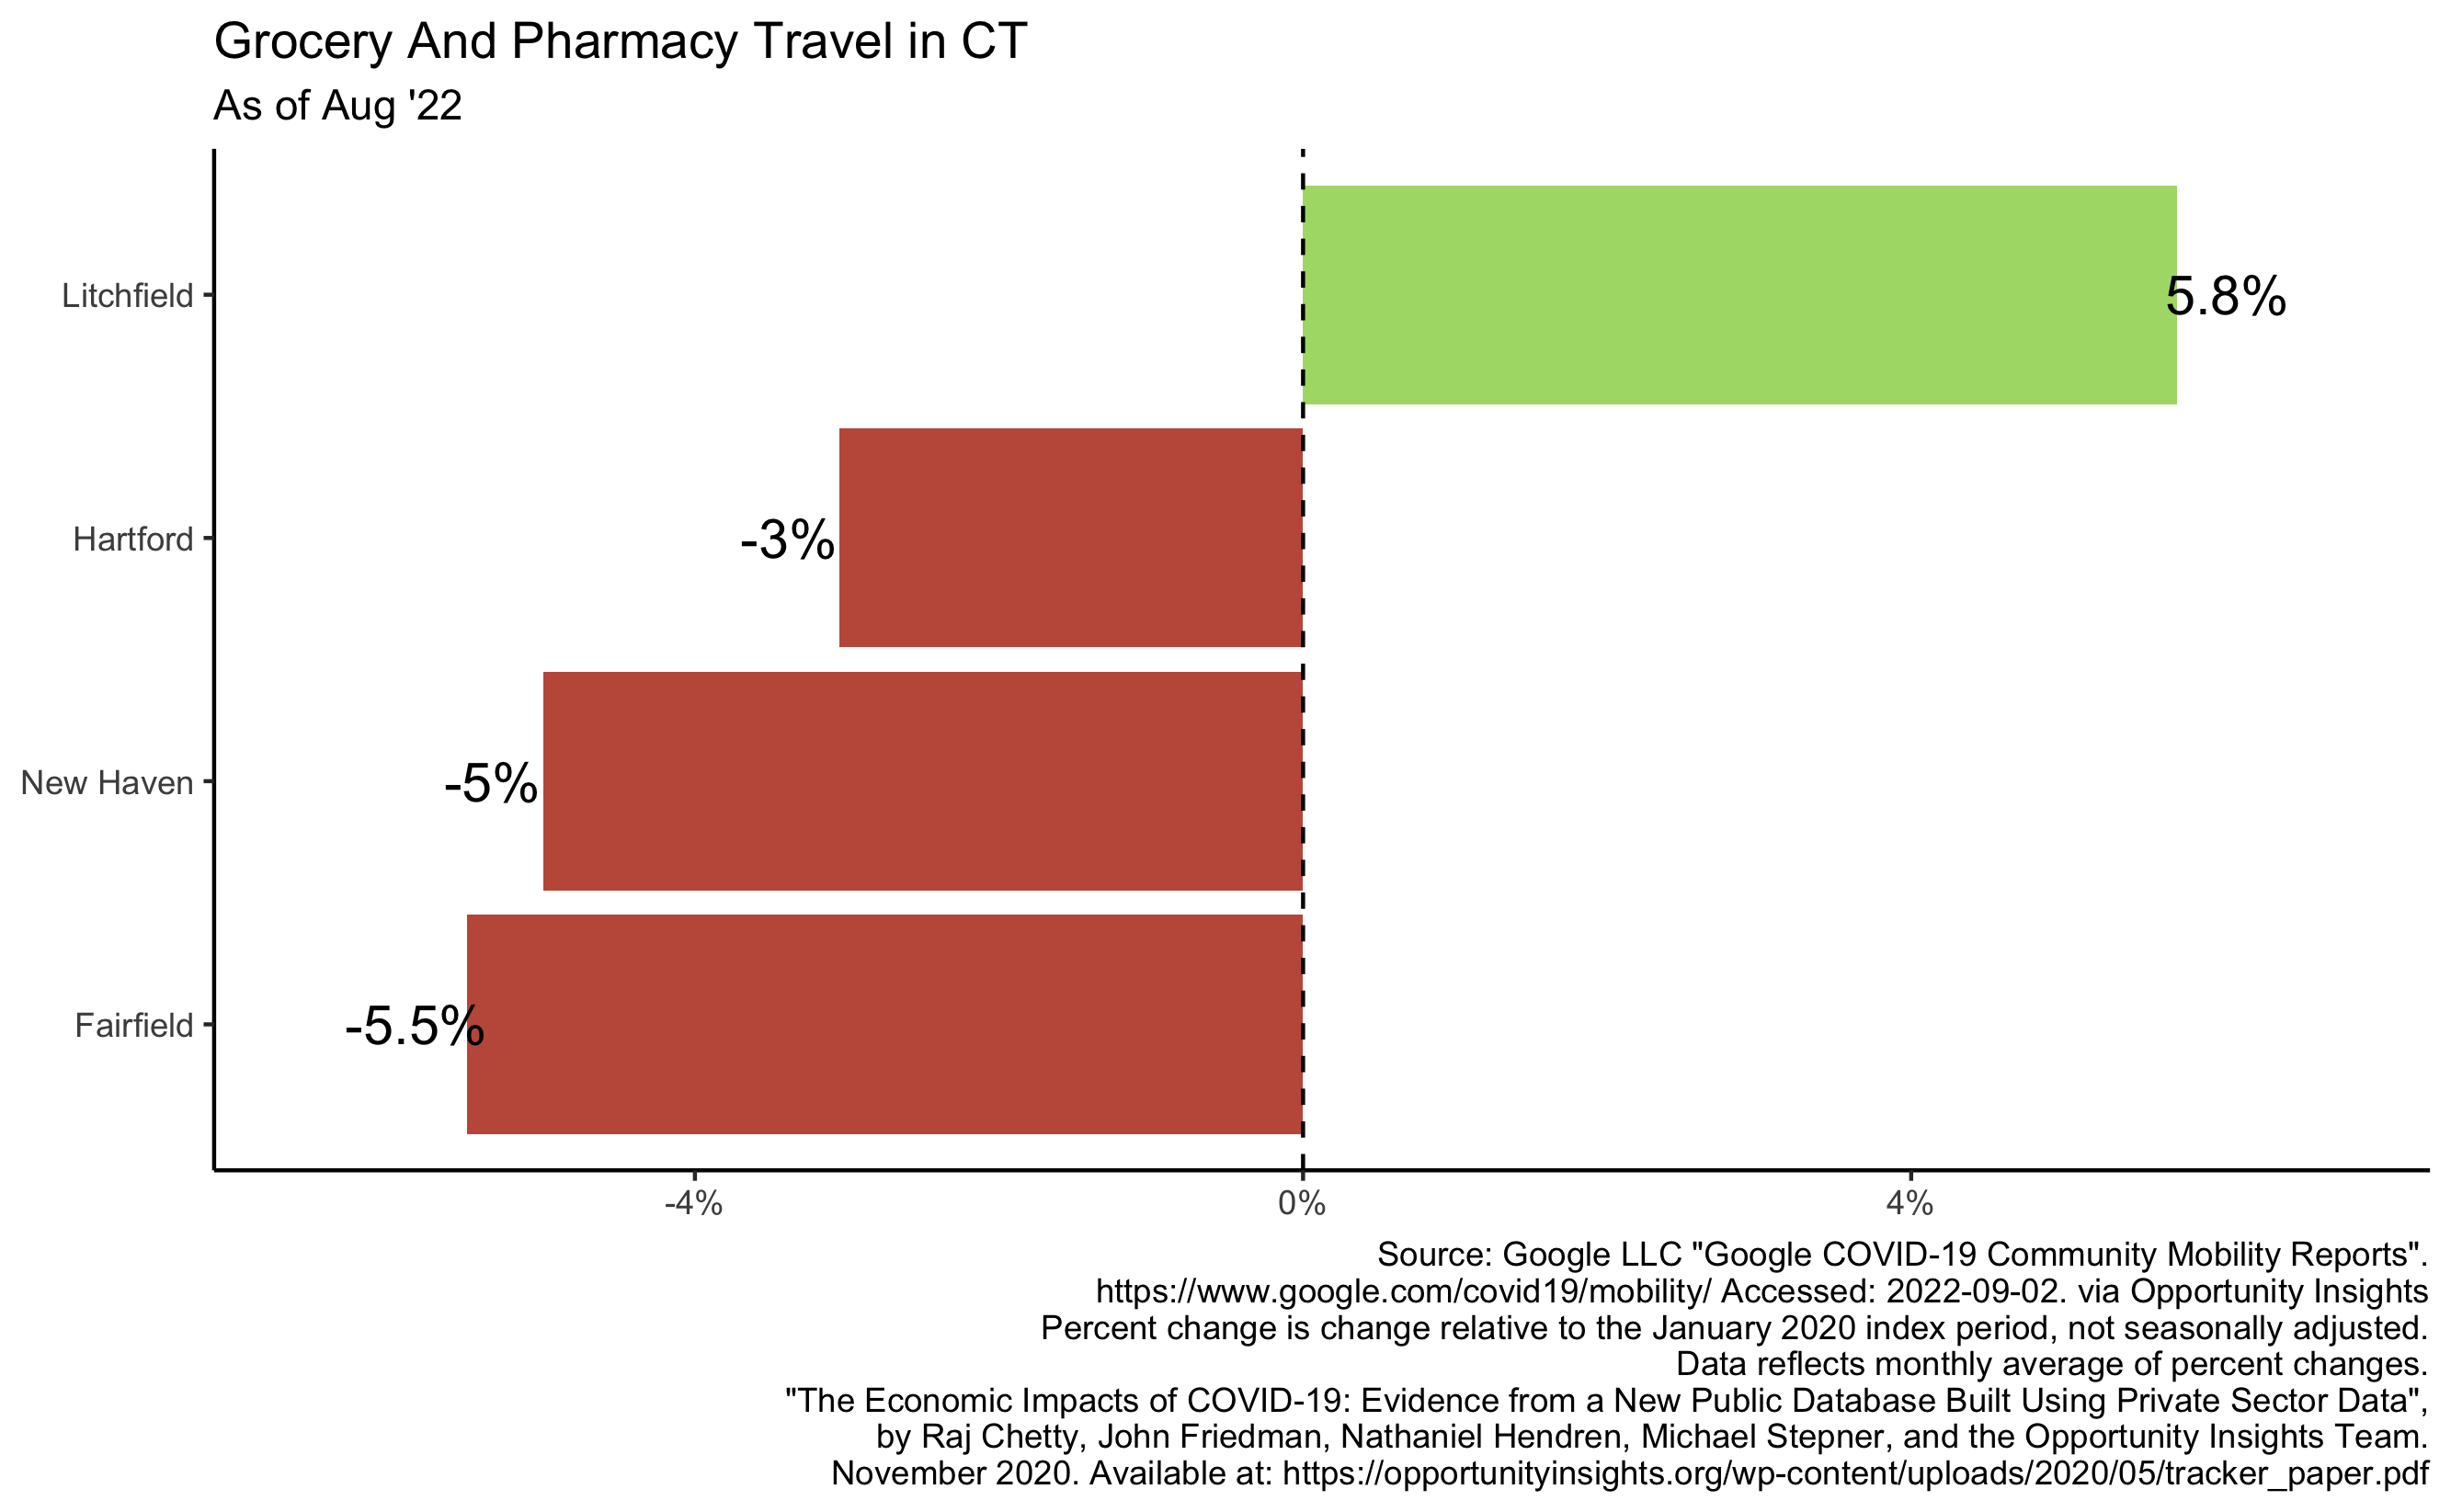 Grocery And Pharmacy Travel in CT
As of Aug '22
Litchfield
5.8%
Hartford
-3%
New Haven
-5%
Fairfield
-5.5%
-4%
0%
4%
Source: Google LLC "Google COVID-19 Community Mobility Reports".
https://www.google.com/covid19/mobility/ Accessed: 2022-09-02. via Opportunity Insights
Percent change is change relative to the January 2020 index period, not seasonally adjusted.
Data reflects monthly average of percent changes.
"The Economic Impacts of COVID-19: Evidence from a New Public Database Built Using Private Sector Data",
by Raj Chetty, John Friedman, Nathaniel Hendren, Michael Stepner, and the Opportunity Insights Team.
November 2020. Available at: https://opportunityinsights.org/wp-content/uploads/2020/05/tracker_paper.pdf